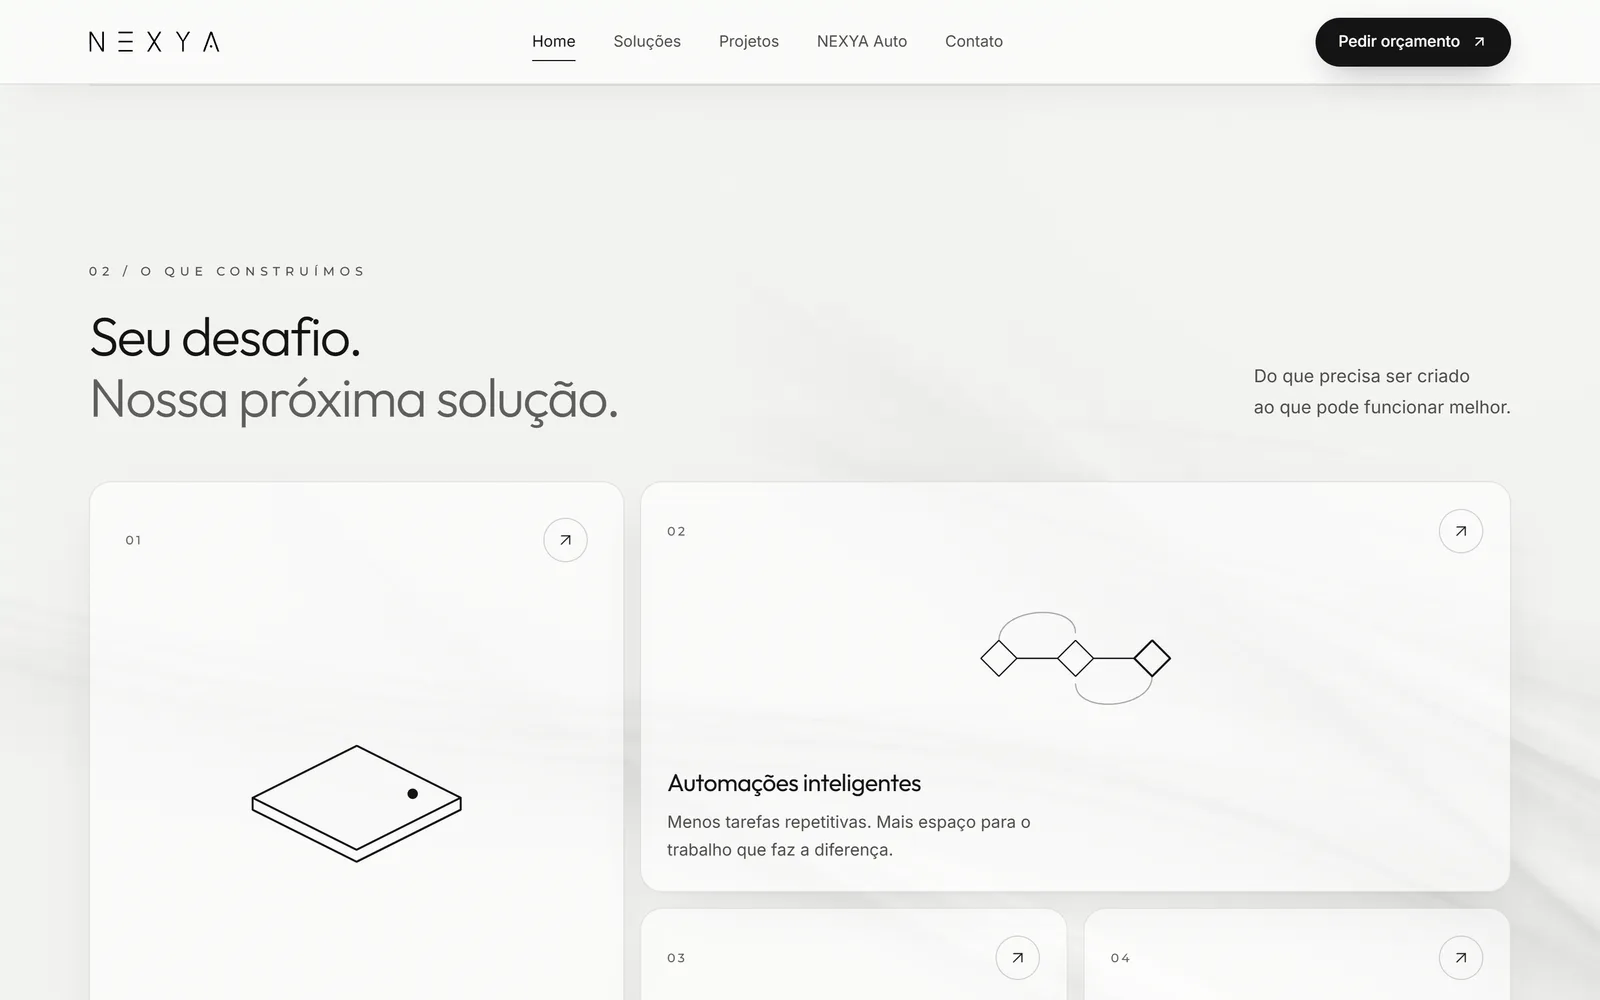 NEXYA
Home
Soluções
Projetos
NEXYA Auto
Contato
Pedir orçamento
02 / O QUE CONSTRUÍMOS
Seu desafio.
Nossa próxima solução.
Do que precisa ser criado
ao que pode funcionar melhor.
01
02
Automações inteligentes
Menos tarefas repetitivas. Mais espaço para o
trabalho que faz a diferença.
03
04